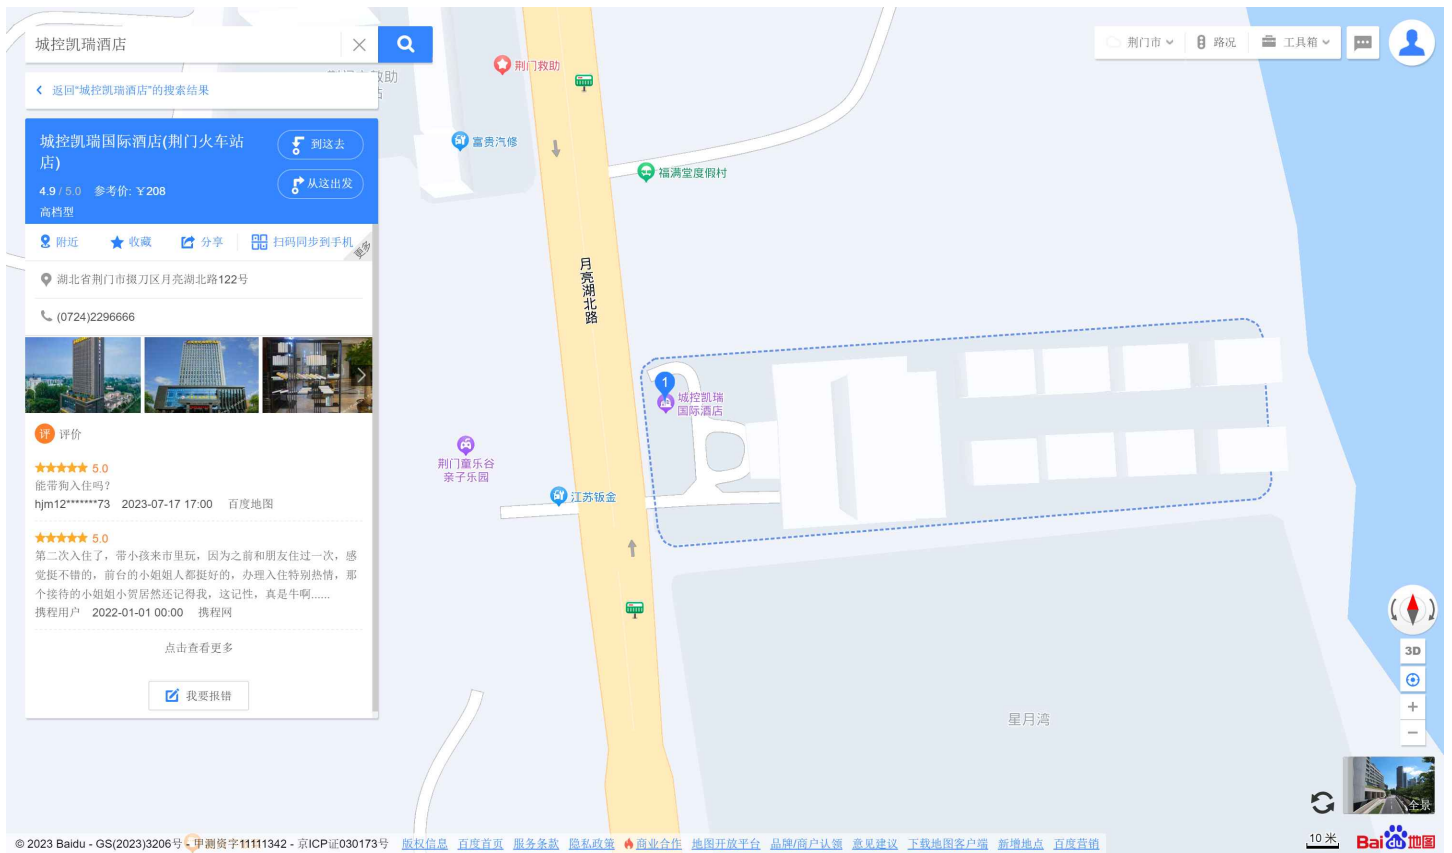 城控凯瑞酒店
荆门市
路况
工具箱
返回"城控凯瑞酒店"的搜索结果
城控凯瑞国际酒店(荆门火车站
店)
4.9 / 5.0 参考价: ￥208
高档型
到这去
从这出发
附近
收藏
分享
扫码同步到手机
更多
湖北省荆门市掇刀区月亮湖北路122号
(0724)2296666
评 评价
5.0
能带狗入住吗?
hjm12*******73 2023-07-17 17:00 百度地图
5.0
第二次入住了，带小孩来市里玩，因为之前和朋友住过一次，感
觉挺不错的，前台的小姐姐人都挺好的，办理入住特别热情，那
个接待的小姐姐小贺居然还记得我，这记性，真是牛啊......
携程用户 2022-01-01 00:00 携程网
点击查看更多
我要报错
荆门救助
富贵汽修
福满堂度假村
月亮湖北路
1
城控凯瑞
国际酒店
荆门童乐谷
亲子乐园
江苏钣金
星月湾
3D
全景
10 米
Bai du 地图
© 2023 Baidu - GS(2023)3206号 - 甲测资字11111342 - 京ICP证030173号 版权信息 百度首页 服务条款 隐私政策 商业合作 地图开放平台 品牌/商户认领 意见建议 下载地图客户端 新增地点 百度营销